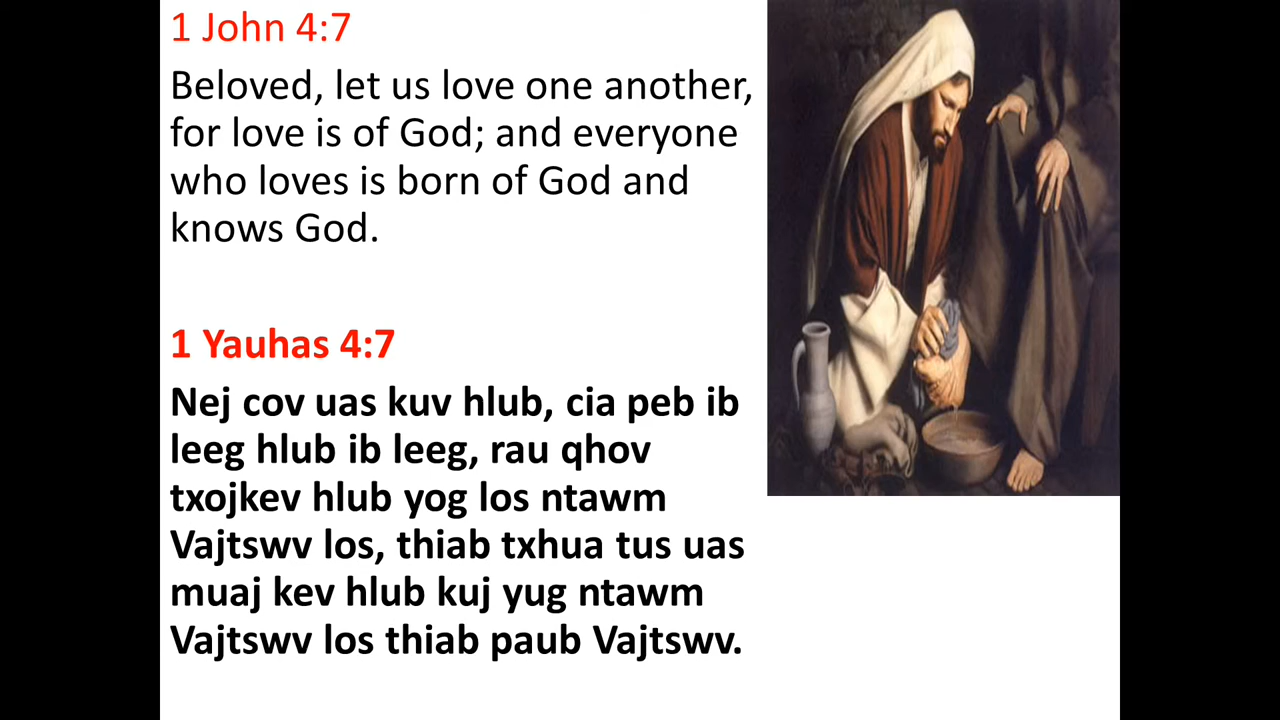 1 John 4:7
Beloved, let us love one another,
for love is of God; and everyone
who loves is born of God and
knows God.
1 Yauhas 4:7
Nej cov uas kuv hlub, cia peb ib
leeg hlub ib leeg, rau qhov
txojkev hlub yog los ntawm
Vajtswv los, thiab txhua tus uas
muaj kev hlub kuj yug ntawm
Vajtswv los thiab paub Vajtswv.